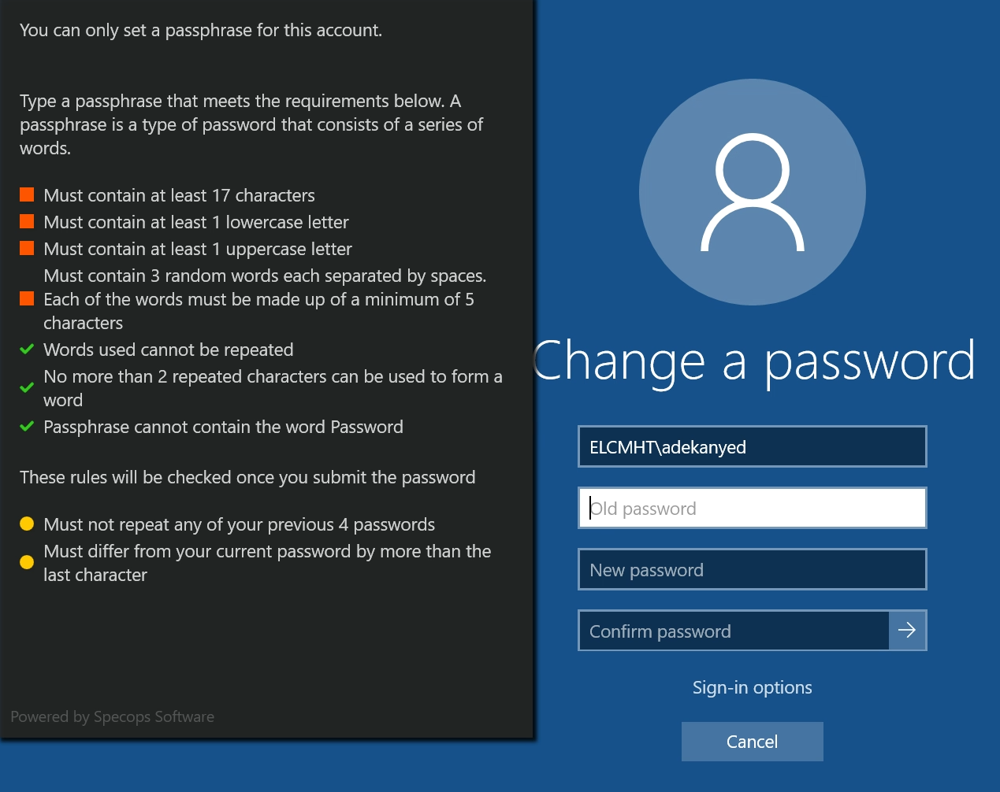 You can only set a passphrase for this account.
Type a passphrase that meets the requirements below. A
passphrase is a type of password that consists of a series of
words.
Must contain at least 17 characters
Must contain at least 1 lowercase letter
Must contain at least 1 uppercase letter
Must contain 3 random words each separated by spaces.
Each of the words must be made up of a minimum of 5
characters
Words used cannot be repeated
No more than 2 repeated characters can be used to form a
word
Passphrase cannot contain the word Password
These rules will be checked once you submit the password
Must not repeat any of your previous 4 passwords
Must differ from your current password by more than the
last character
Powered by Specops Software
Change a password
ELCMHT\adekanyed
Old password
New password
Confirm password
Sign-in options
Cancel